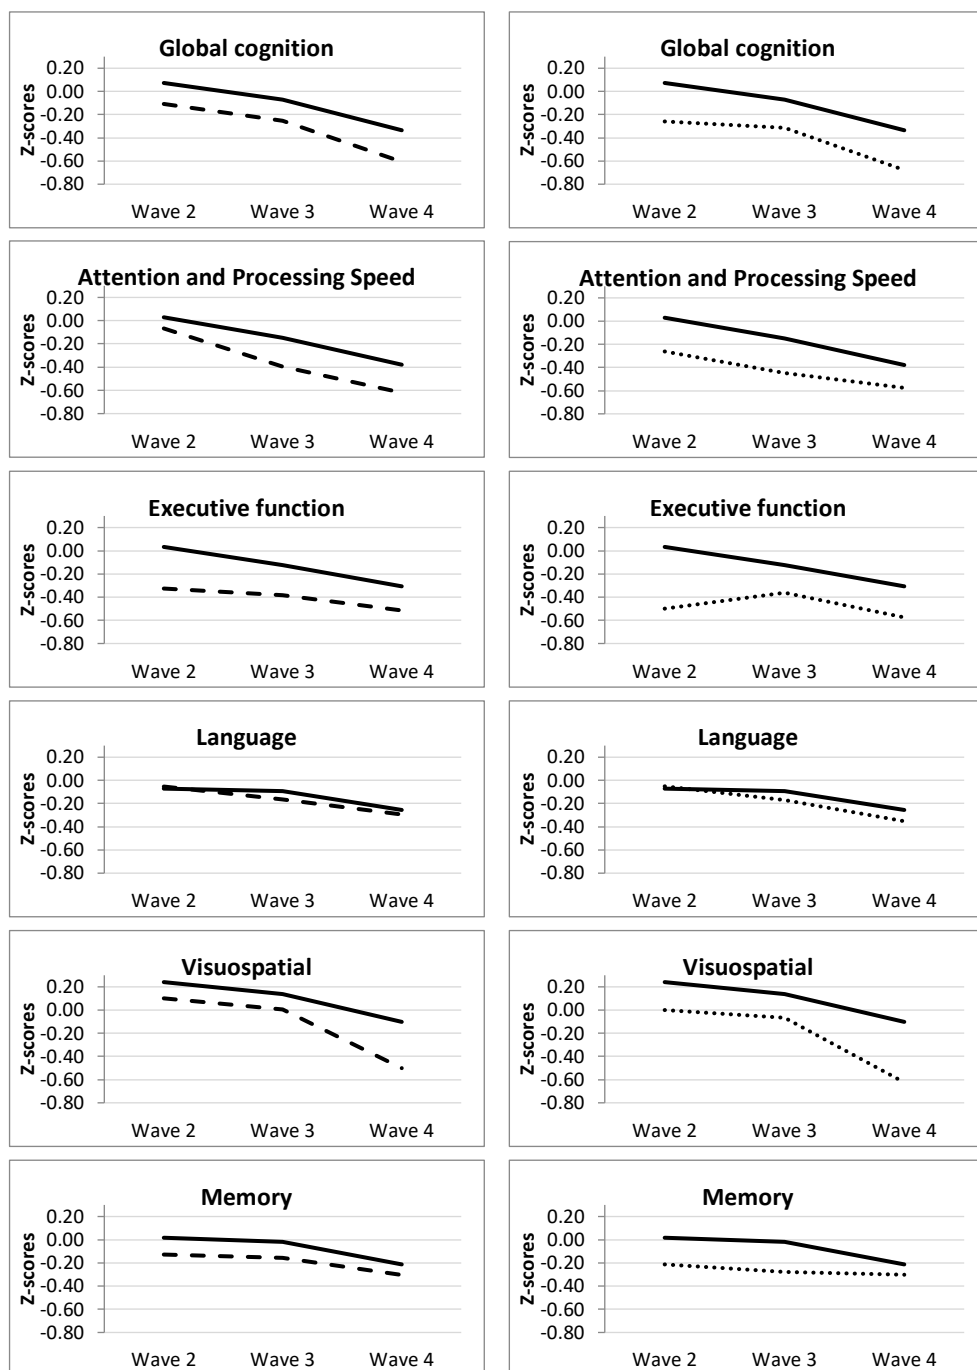 Global cognition
0.20
0.00
-0.20
-0.40
-0.60
-0.80
Z-scores
Wave 2 Wave 3 Wave 4
Global cognition
0.20
0.00
-0.20
-0.40
-0.60
-0.80
Z-scores
Wave 2 Wave 3 Wave 4
Attention and Processing Speed
0.20
0.00
-0.20
-0.40
-0.60
-0.80
Z-scores
Wave 2 Wave 3 Wave 4
Attention and Processing Speed
0.20
0.00
-0.20
-0.40
-0.60
-0.80
Z-scores
Wave 2 Wave 3 Wave 4
Executive function
0.20
0.00
-0.20
-0.40
-0.60
-0.80
Z-scores
Wave 2 Wave 3 Wave 4
Executive function
0.20
0.00
-0.20
-0.40
-0.60
-0.80
Z-scores
Wave 2 Wave 3 Wave 4
Language
0.20
0.00
-0.20
-0.40
-0.60
-0.80
Z-scores
Wave 2 Wave 3 Wave 4
Language
0.20
0.00
-0.20
-0.40
-0.60
-0.80
Z-scores
Wave 2 Wave 3 Wave 4
Visuospatial
0.20
0.00
-0.20
-0.40
-0.60
-0.80
Z-scores
Wave 2 Wave 3 Wave 4
Visuospatial
0.20
0.00
-0.20
-0.40
-0.60
-0.80
Z-scores
Wave 2 Wave 3 Wave 4
Memory
0.20
0.00
-0.20
-0.40
-0.60
-0.80
Z-scores
Wave 2 Wave 3 Wave 4
Memory
0.20
0.00
-0.20
-0.40
-0.60
-0.80
Z-scores
Wave 2 Wave 3 Wave 4